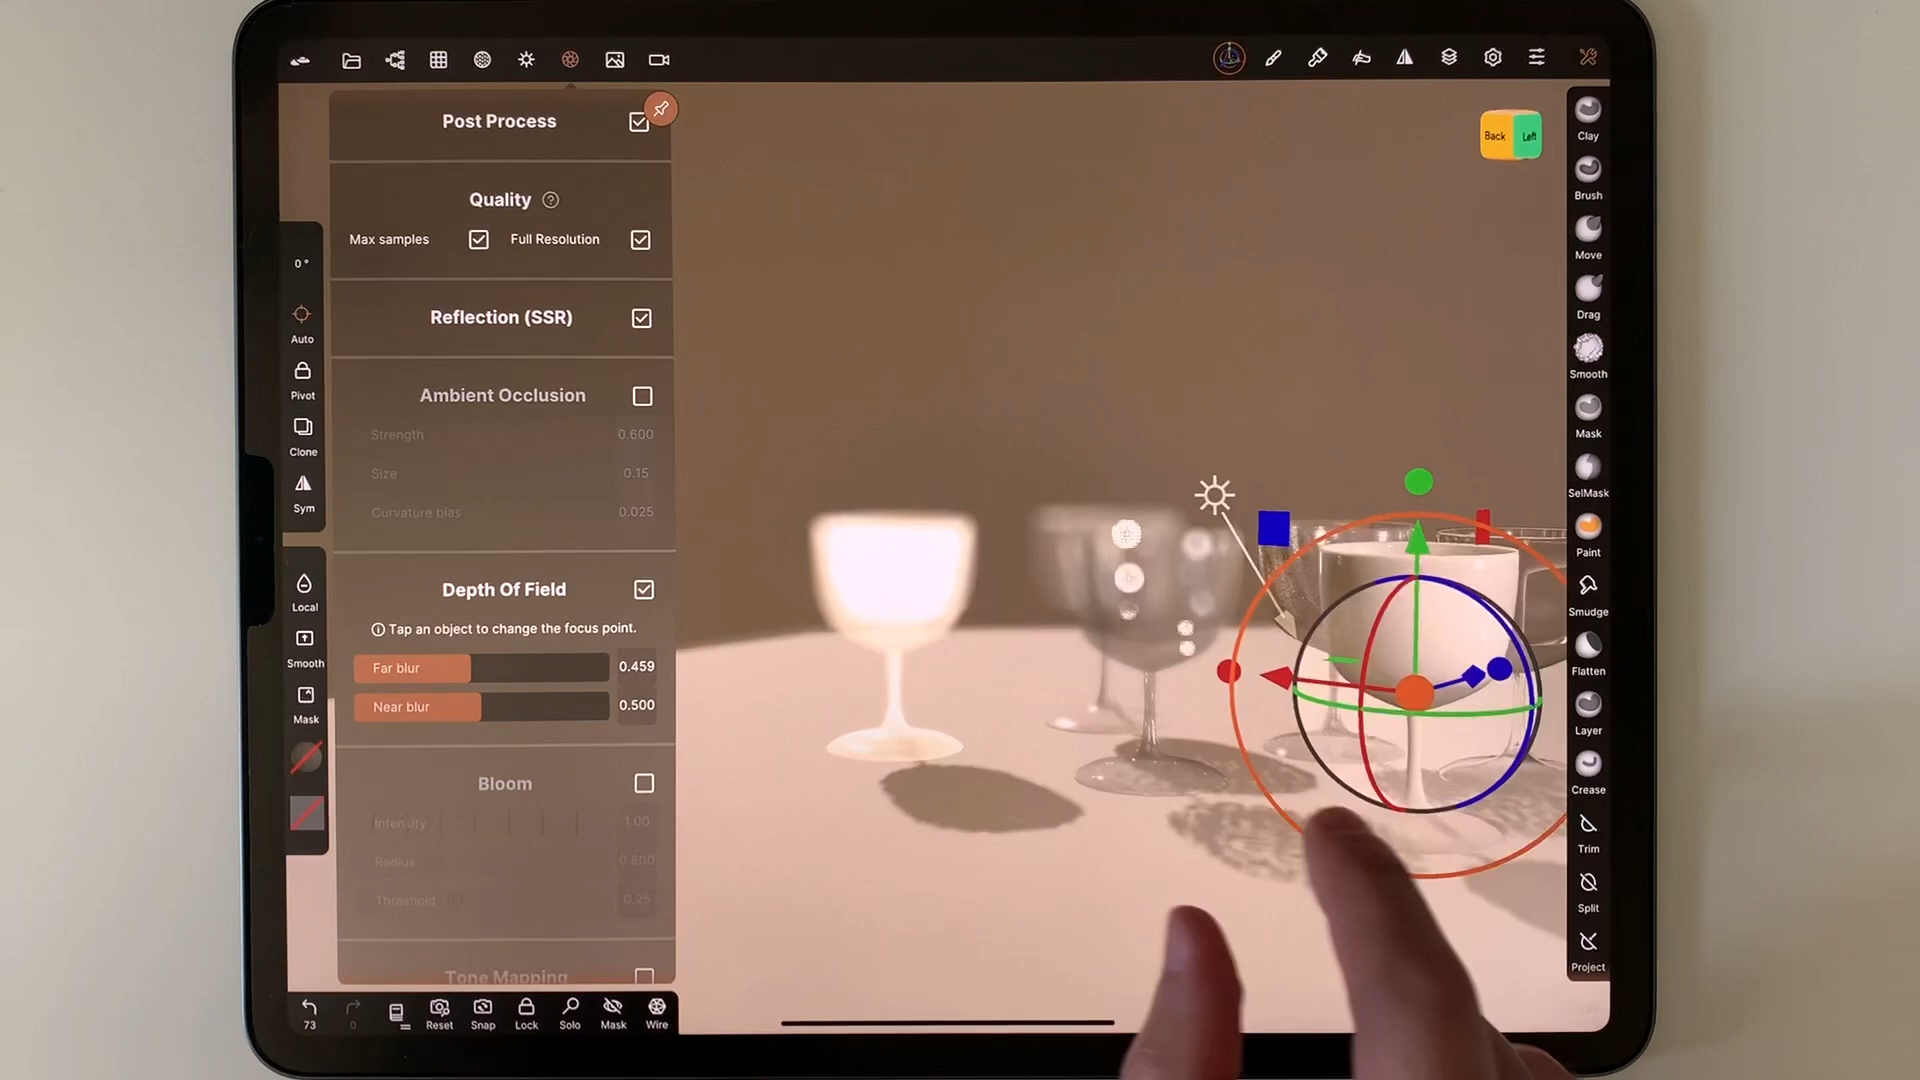 Post Process
Quality ?
Max samples
Full Resolution
Reflection (SSR)
Ambient Occlusion
Strength 0.600
Size 0.15
Curvature bias 0.025
Depth Of Field
Tap an object to change the focus point.
Far blur 0.459
Near blur 0.500
Bloom
Intensity 1.00
Radius 0.600
Threshold 0.25
Tone Mapping
0°
Auto
Pivot
Clone
Sym
Local
Smooth
Mask
73
0
Reset
Snap
Lock
Solo
Mask
Wire
Back
Left
Clay
Brush
Move
Drag
Smooth
Mask
SelMask
Paint
Smudge
Flatten
Layer
Crease
Trim
Split
Project